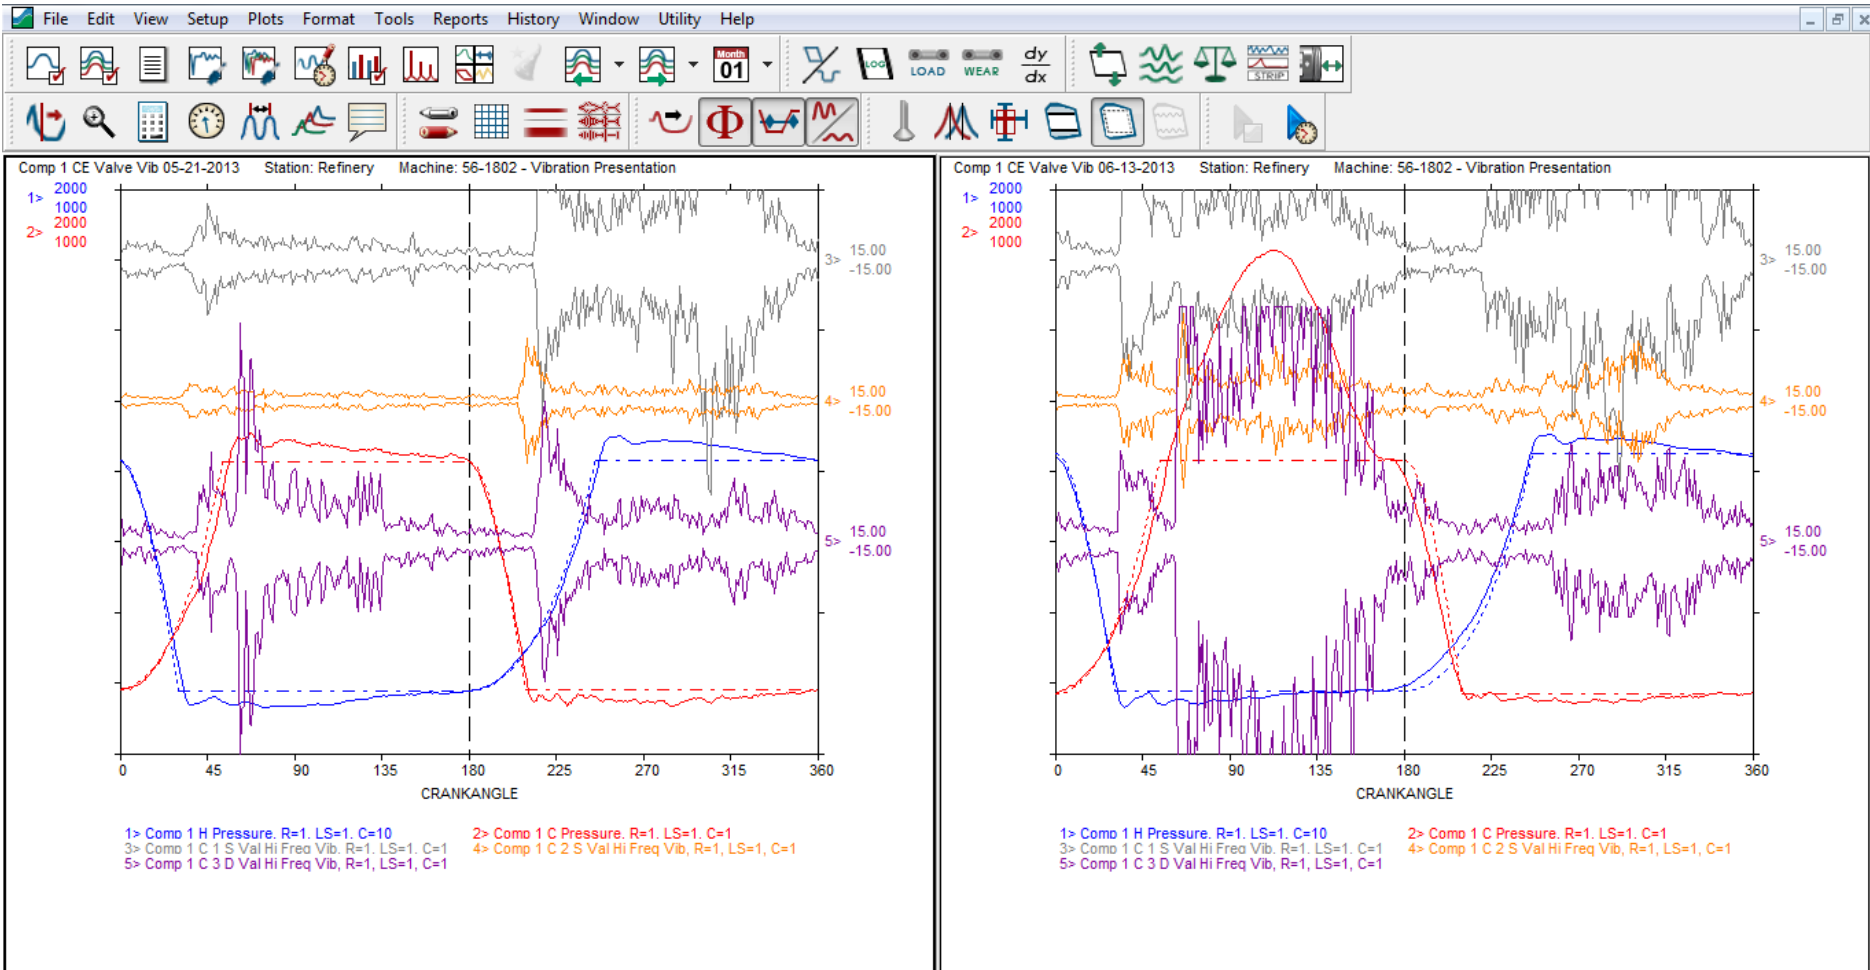 File Edit View Setup Plots Format Tools Reports History Window Utility Help
Month
01
LOG
LOAD
WEAR
dy
dx
STRIP
Φ
Comp 1 CE Valve Vib 05-21-2013 Station: Refinery Machine: 56-1802 - Vibration Presentation
1> 2000
1000
2> 2000
1000
3> 15.00
-15.00
4> 15.00
-15.00
5> 15.00
-15.00
0 45 90 135 180 225 270 315 360
CRANKANGLE
1> Comp 1 H Pressure. R=1. LS=1. C=10 2> Comp 1 C Pressure. R=1. LS=1. C=1
3> Comp 1 C 1 S Val Hi Freq Vib. R=1. LS=1. C=1 4> Comp 1 C 2 S Val Hi Freq Vib, R=1, LS=1, C=1
5> Comp 1 C 3 D Val Hi Freq Vib, R=1, LS=1, C=1
Comp 1 CE Valve Vib 06-13-2013 Station: Refinery Machine: 56-1802 - Vibration Presentation
1> 2000
1000
2> 2000
1000
3> 15.00
-15.00
4> 15.00
-15.00
5> 15.00
-15.00
0 45 90 135 180 225 270 315 360
CRANKANGLE
1> Comp 1 H Pressure. R=1. LS=1. C=10 2> Comp 1 C Pressure. R=1. LS=1. C=1
3> Comp 1 C 1 S Val Hi Freq Vib. R=1. LS=1. C=1 4> Comp 1 C 2 S Val Hi Freq Vib, R=1, LS=1, C=1
5> Comp 1 C 3 D Val Hi Freq Vib, R=1, LS=1, C=1